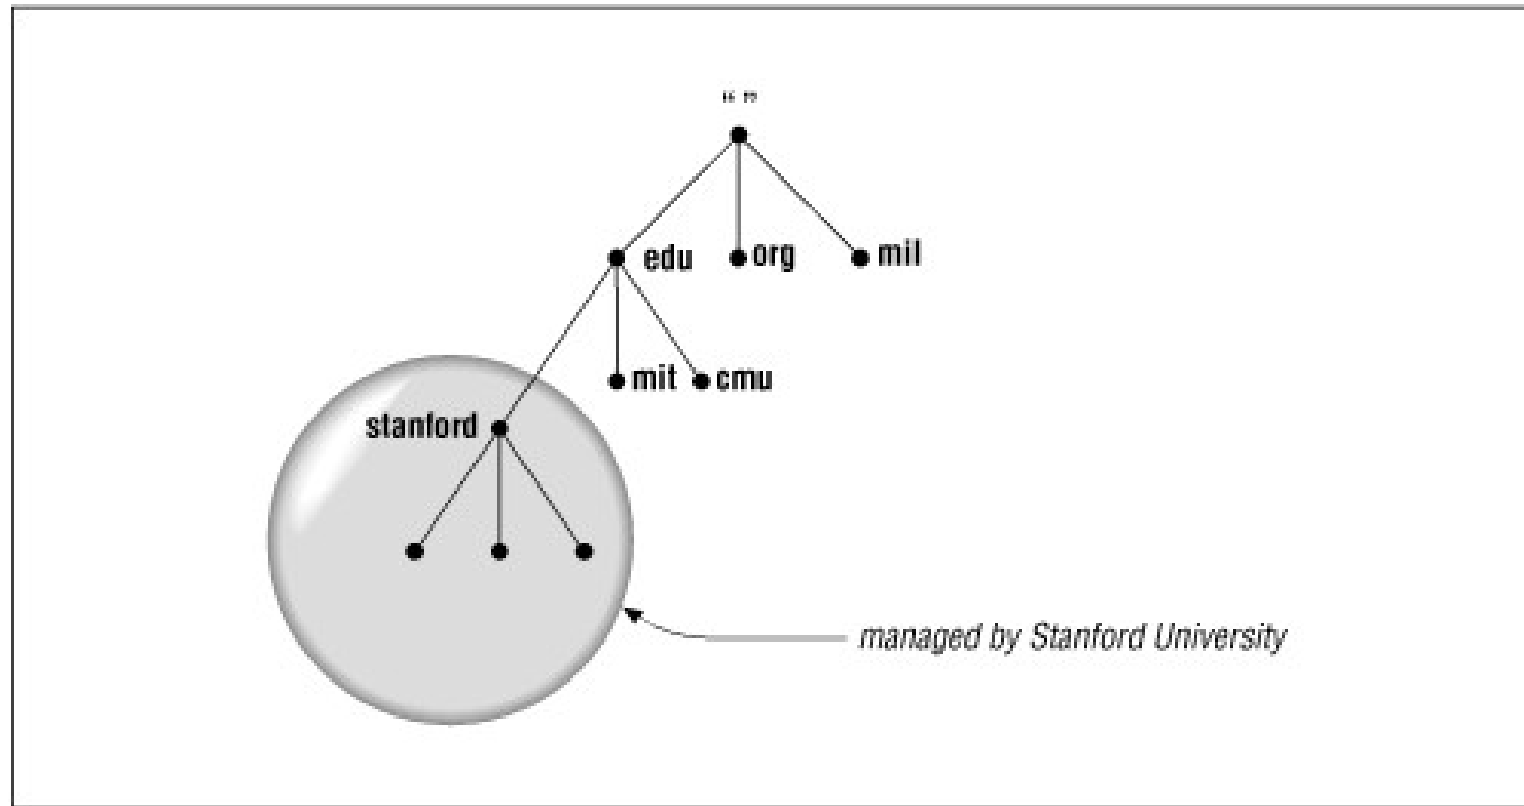 “ ”
edu org mil
mit cmu
stanford
managed by Stanford University